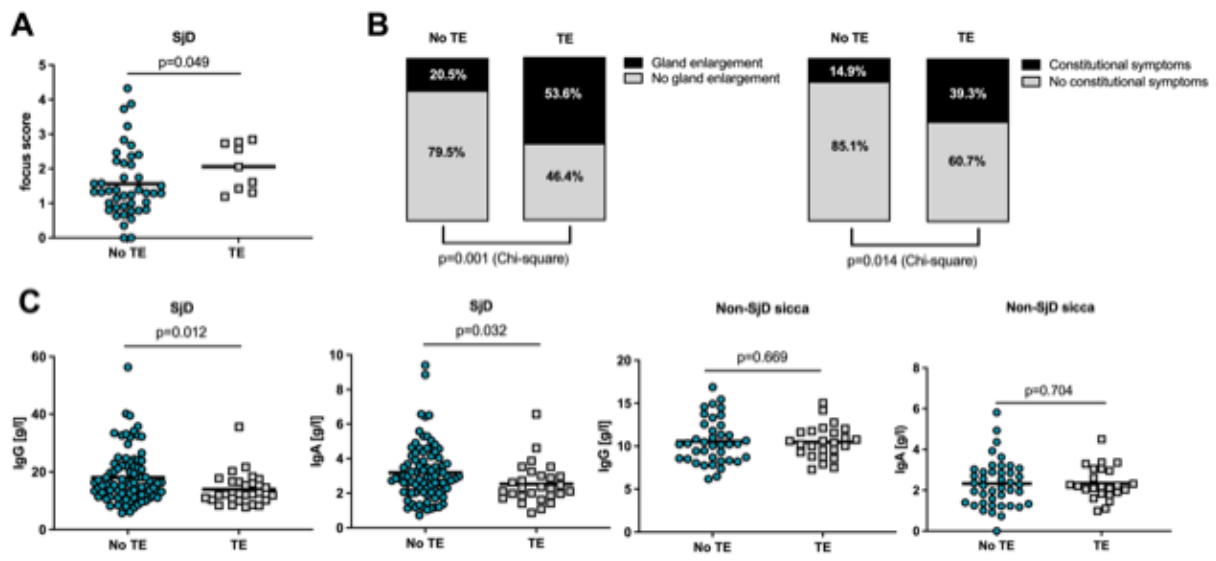 A
SjD
p=0.049
focus score
5
4
3
2
1
0
No TE
TE
B
No TE
TE
20.5%
53.6%
79.5%
46.4%
Gland enlargement
No gland enlargement
p=0.001 (Chi-square)
No TE
TE
14.9%
39.3%
85.1%
60.7%
Constitutional symptoms
No constitutional symptoms
p=0.014 (Chi-square)
C
SjD
p=0.012
IgG [g/l]
60
40
20
0
No TE
TE
SjD
p=0.032
IgA [g/l]
10
8
6
4
2
0
No TE
TE
Non-SjD sicca
p=0.669
IgG [g/l]
20
15
10
5
0
No TE
TE
Non-SjD sicca
p=0.704
IgA [g/l)
8
6
4
2
0
No TE
TE